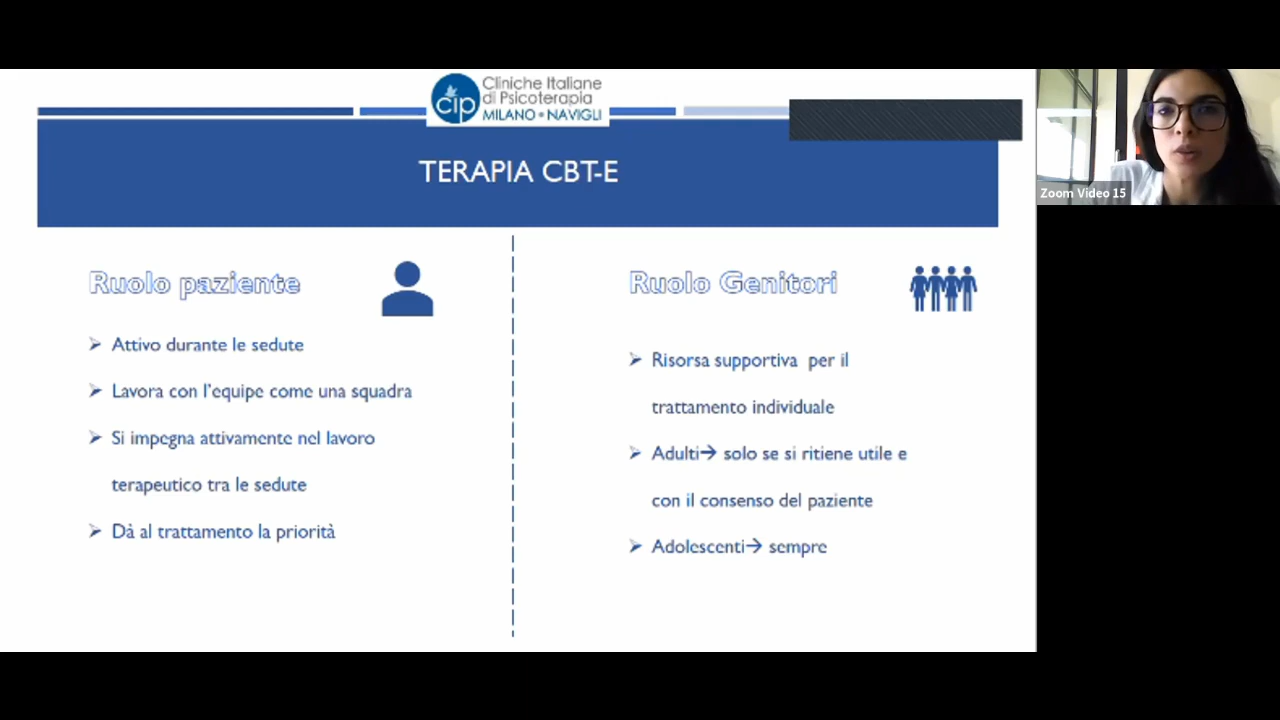 Cliniche Italiane
di Psicoterapia
cip
MILANO • NAVIGLI
TERAPIA CBT-E
Zoom Video 15
Ruolo paziente
➢ Attivo durante le sedute
➢ Lavora con l'equipe come una squadra
➢ Si impegna attivamente nel lavoro
terapeutico tra le sedute
➢ Dà al trattamento la priorità
Ruolo Genitori
➢ Risorsa supportiva per il
trattamento individuale
➢ Adulti→ solo se si ritiene utile e
con il consenso del paziente
➢ Adolescenti→ sempre